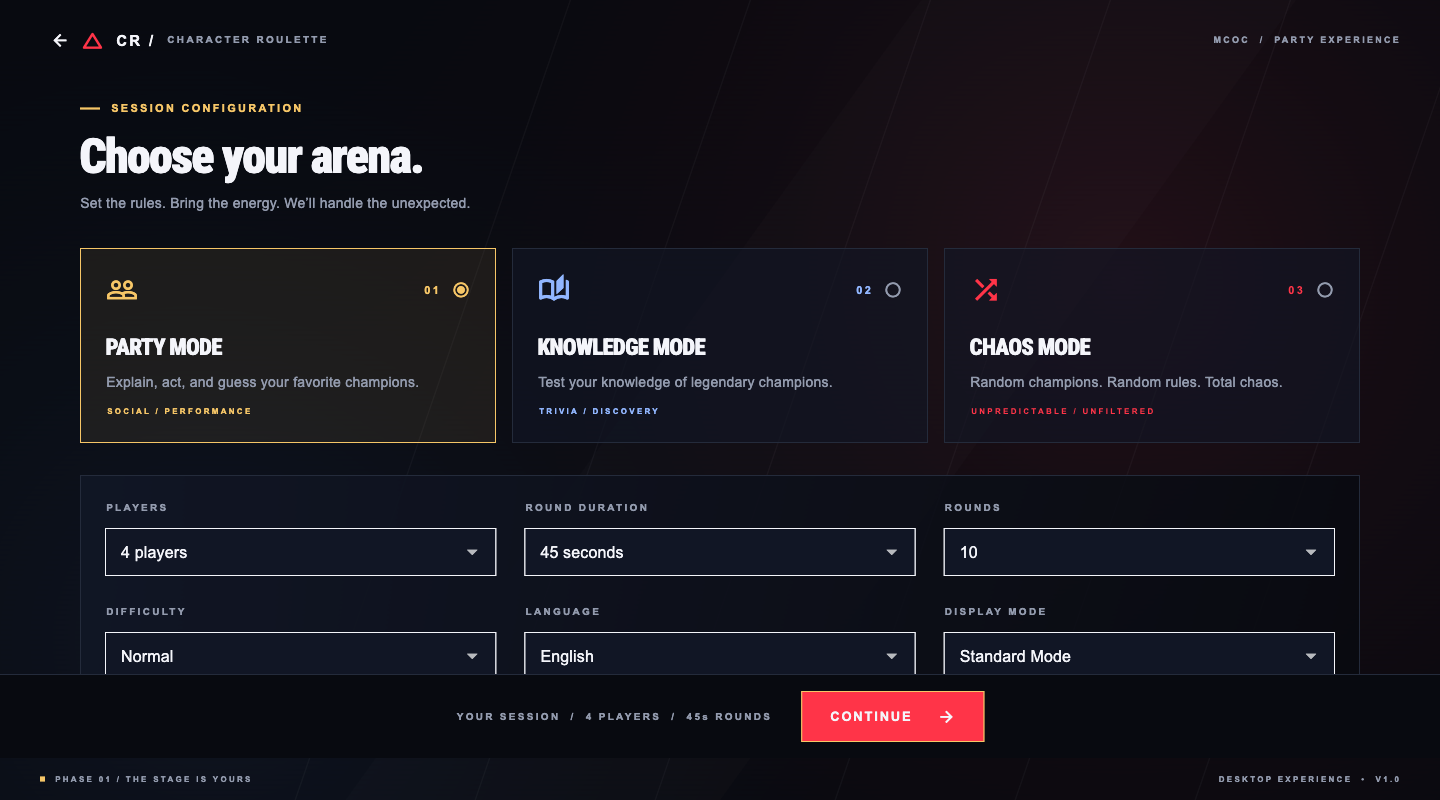 CR / CHARACTER ROULETTE
MCOC / PARTY EXPERIENCE
SESSION CONFIGURATION
Choose your arena.
Set the rules. Bring the energy. We’ll handle the unexpected.
01
PARTY MODE
Explain, act, and guess your favorite champions.
SOCIAL / PERFORMANCE
02
KNOWLEDGE MODE
Test your knowledge of legendary champions.
TRIVIA / DISCOVERY
03
CHAOS MODE
Random champions. Random rules. Total chaos.
UNPREDICTABLE / UNFILTERED
PLAYERS
4 players
ROUND DURATION
45 seconds
ROUNDS
10
DIFFICULTY
Normal
LANGUAGE
English
DISPLAY MODE
Standard Mode
YOUR SESSION / 4 PLAYERS / 45s ROUNDS
CONTINUE
PHASE 01 / THE STAGE IS YOURS
DESKTOP EXPERIENCE • V1.0